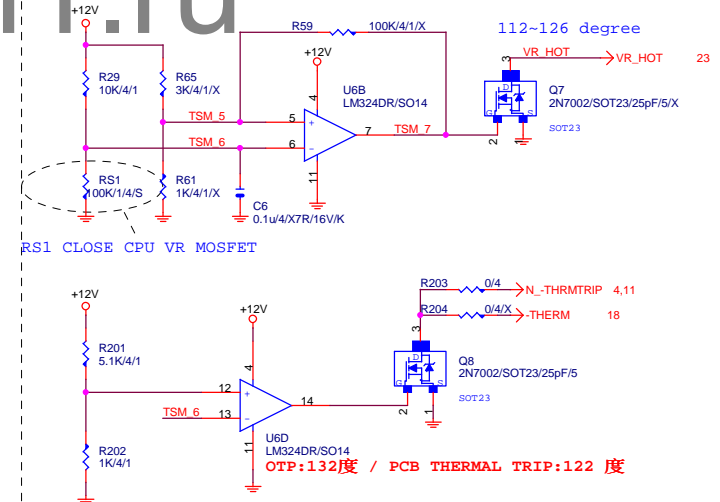 +12V
R59 100K/4/1/X
112~126 degree
+12V
VR_HOT
VR_HOT 23
3
R29
10K/4/1
R65
3K/4/1/X
U6B
LM324DR/SO14
4
D
G S
Q7
2N7002/SOT23/25pF/5/X
TSM_5 5
+
TSM_6 6
-
7 TSM_7
SOT23
2 1
11
RS1
100K/1/4/S
R61
1K/4/1/X
C6
0.1u/4/X7R/16V/K
RS1 CLOSE CPU VR MOSFET
R203 0/4 N_-THRMTRIP 4,11
+12V
+12V
R204 0/4/X -THERM 18
3
R201
5.1K/4/1
4
D
G S
Q8
2N7002/SOT23/25pF/5
12
+
14
SOT23
TSM_6 13
-
2 1
U6D
LM324DR/SO14
11
R202
1K/4/1
OTP:132度 / PCB THERMAL TRIP:122 度